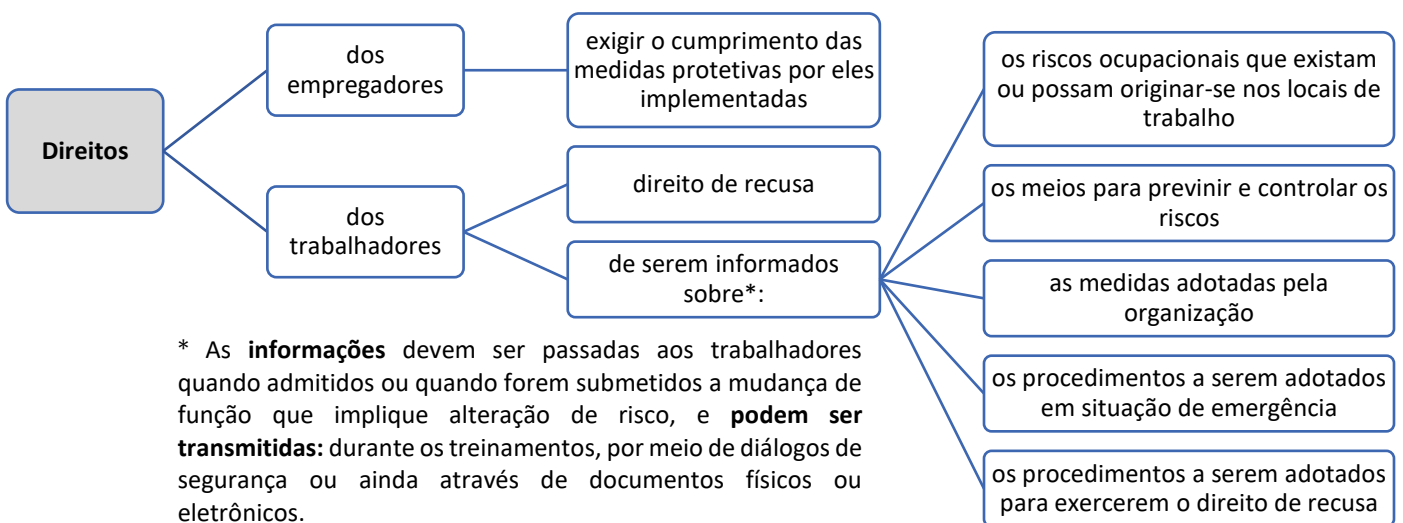 Direitos
dos
empregadores
exigir o cumprimento das
medidas protetivas por eles
implementadas
dos
trabalhadores
direito de recusa
de serem informados
sobre*:
os riscos ocupacionais que existam
ou possam originar-se nos locais de
trabalho
os meios para previnir e controlar os
riscos
as medidas adotadas pela
organização
os procedimentos a serem adotados
em situação de emergência
os procedimentos a serem adotados
para exercerem o direito de recusa
* As informações devem ser passadas aos trabalhadores
quando admitidos ou quando forem submetidos a mudança de
função que implique alteração de risco, e podem ser
transmitidas: durante os treinamentos, por meio de diálogos de
segurança ou ainda através de documentos físicos ou
eletrônicos.